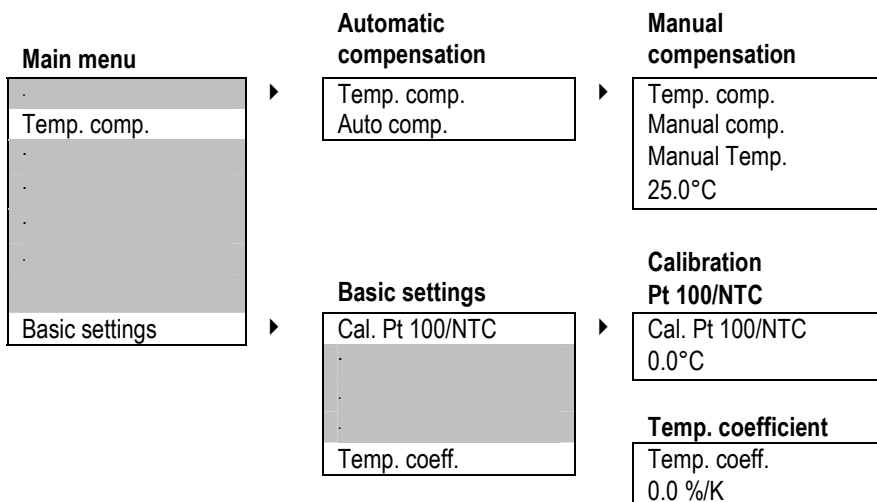 Main menu
.
Temp. comp.
.
.
.
.
Basic settings
Automatic
compensation
Temp. comp.
Auto comp.
Manual
compensation
Temp. comp.
Manual comp.
Manual Temp.
25.0°C
Basic settings
Cal. Pt 100/NTC
.
.
.
Temp. coeff.
Calibration
Pt 100/NTC
Cal. Pt 100/NTC
0.0°C
Temp. coefficient
Temp. coeff.
0.0 %/K